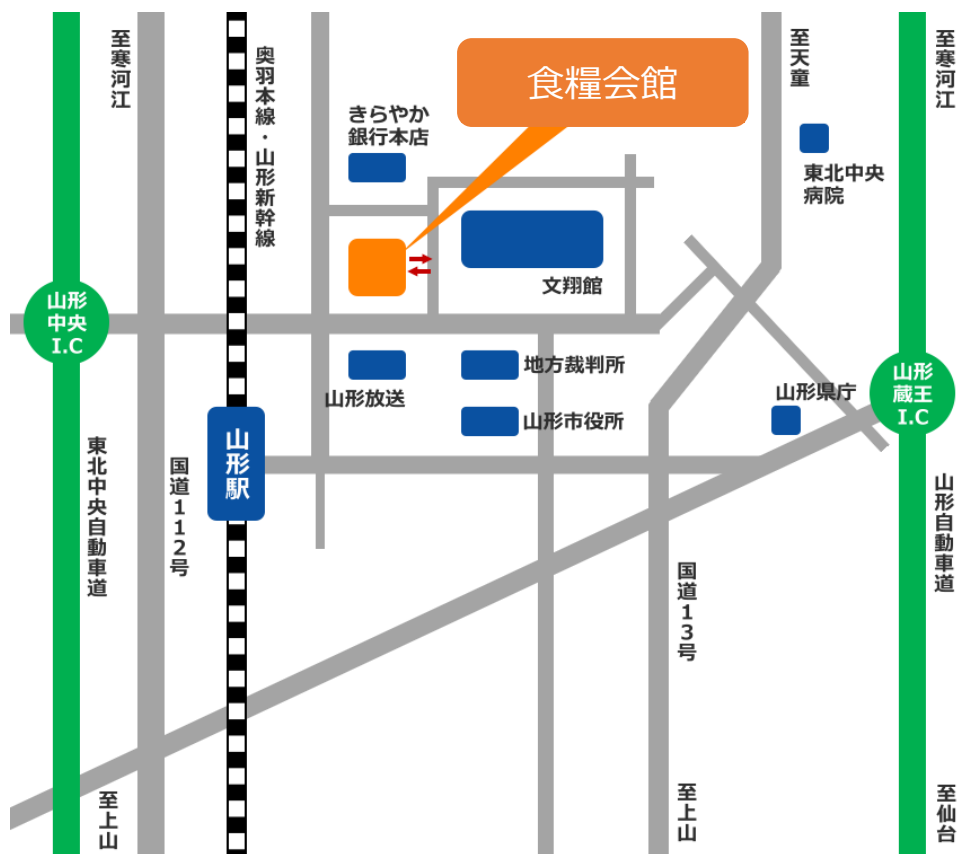 至寒河江
奥羽本線・山形新幹線
きらやか
銀行本店
食糧会館
至天童
至寒河江
東北中央
病院
文翔館
山形
中央
I.C
山形放送
地方裁判所
山形市役所
山形県庁
山形
蔵王
I.C
山形駅
東北中央自動車道
国道112号
国道13号
山形自動車道
至上山
至上山
至仙台